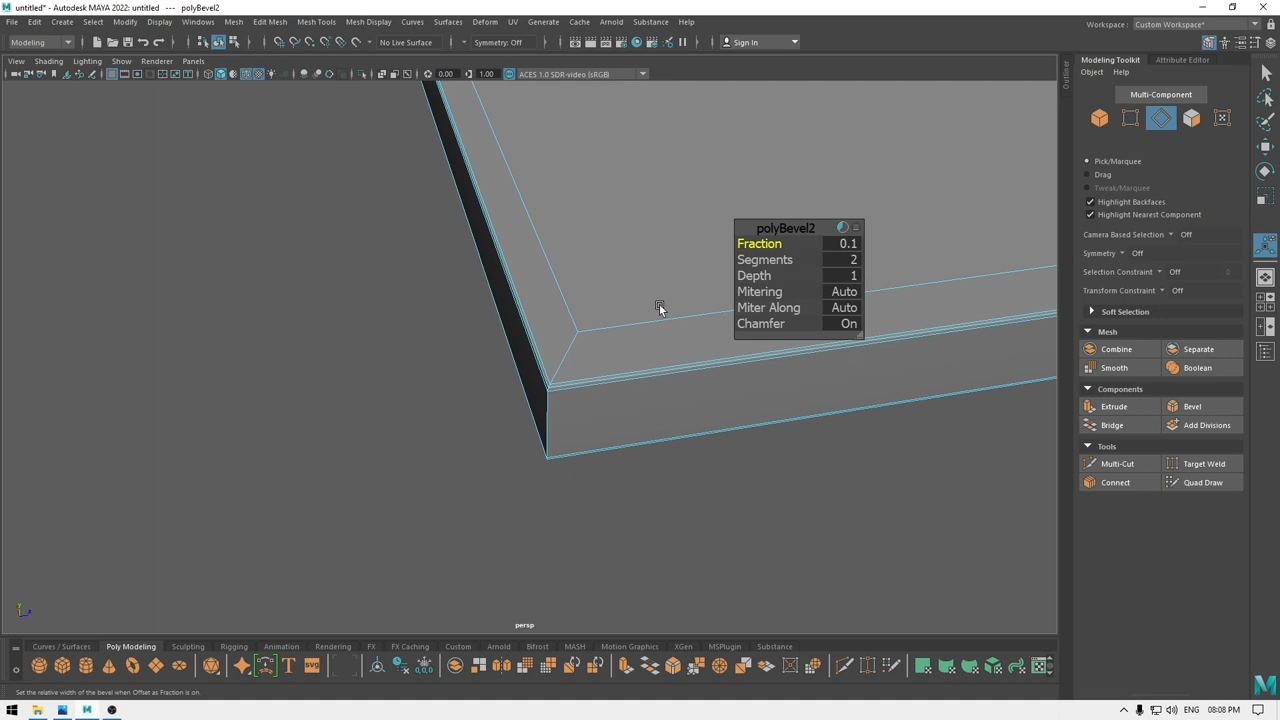 untitled* - Autodesk MAYA 2022: untitled   ---   polyBevel2
File Edit Create Select Modify Display Windows Mesh Edit Mesh Mesh Tools Mesh Display Curves Surfaces Deform UV Generate Cache Arnold Substance Help
Workspace : Custom Workspace*
Modeling No Live Surface Symmetry: Off Sign In
View Shading Lighting Show Renderer Panels
0.00 1.00 ACES 1.0 SDR-video (sRGB)
Outliner
Modeling Toolkit Attribute Editor
Object Help
Multi-Component
Pick/Marquee
Drag
Tweak/Marquee
Highlight Backfaces
Highlight Nearest Component
Camera Based Selection Off
Symmetry Off
Selection Constraint Off
Transform Constraint Off
Soft Selection
Mesh
Combine Separate
Smooth Boolean
Components
Extrude Bevel
Bridge Add Divisions
Tools
Multi-Cut Target Weld
Connect Quad Draw
polyBevel2
Fraction 0.1
Segments 2
Depth 1
Mitering Auto
Miter Along Auto
Chamfer On
persp
Curves / Surfaces Poly Modeling Sculpting Rigging Animation Rendering FX FX Caching Custom Arnold Bifrost MASH Motion Graphics XGen MSPlugin Substance
Set the relative width of the bevel when Offset as Fraction is on.
ENG 08:08 PM